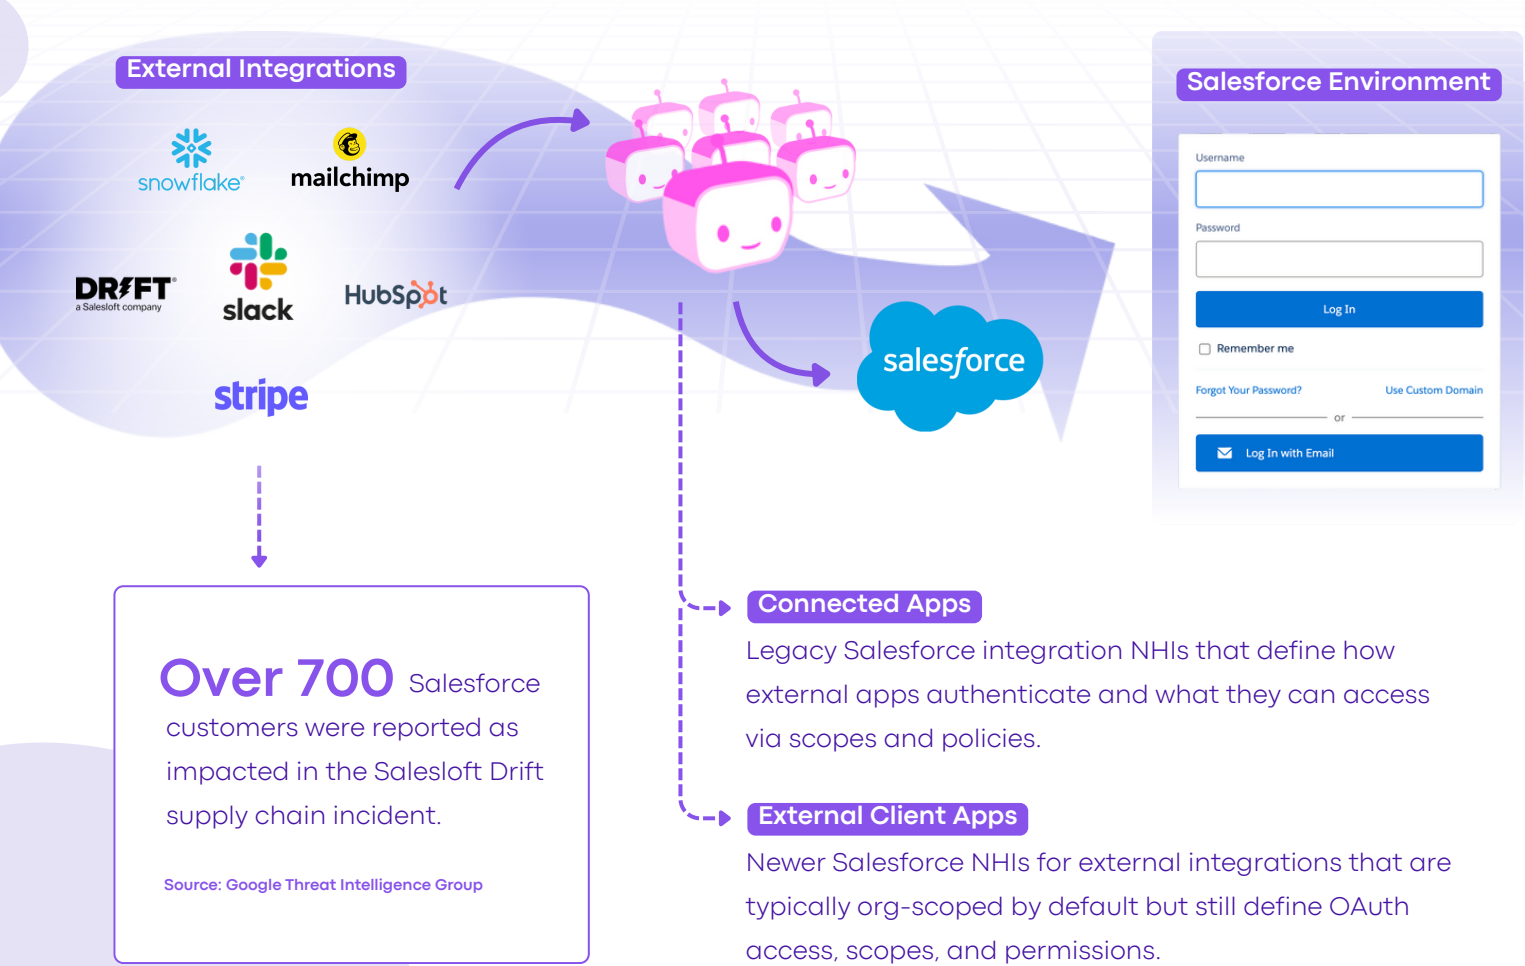 External Integrations
snowflake®
mailchimp
DRIFT®
a Salesloft company
slack
HubSpot
stripe
salesforce
Salesforce Environment
Username
Password
Log In
Remember me
Forgot Your Password? Use Custom Domain
or
Log In with Email
Over 700 Salesforce
customers were reported as
impacted in the Salesloft Drift
supply chain incident.
Source: Google Threat Intelligence Group
Connected Apps
Legacy Salesforce integration NHIs that define how
external apps authenticate and what they can access
via scopes and policies.
External Client Apps
Newer Salesforce NHIs for external integrations that are
typically org-scoped by default but still define OAuth
access, scopes, and permissions.